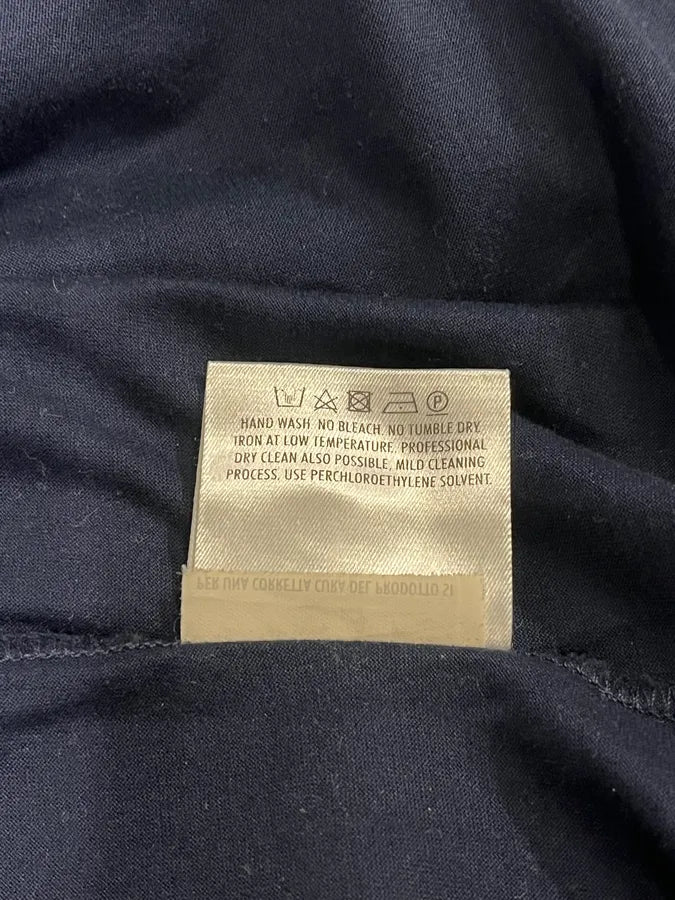 P
HAND WASH. NO BLEACH. NO TUMBLE DRY.
IRON AT LOW TEMPERATURE. PROFESSIONAL
DRY CLEAN ALSO POSSIBLE, MILD CLEANING
PROCESS. USE PERCHLOROETHYLENE SOLVENT.
PER UNA CORRETTA CURA DEL PRODOTTO SI